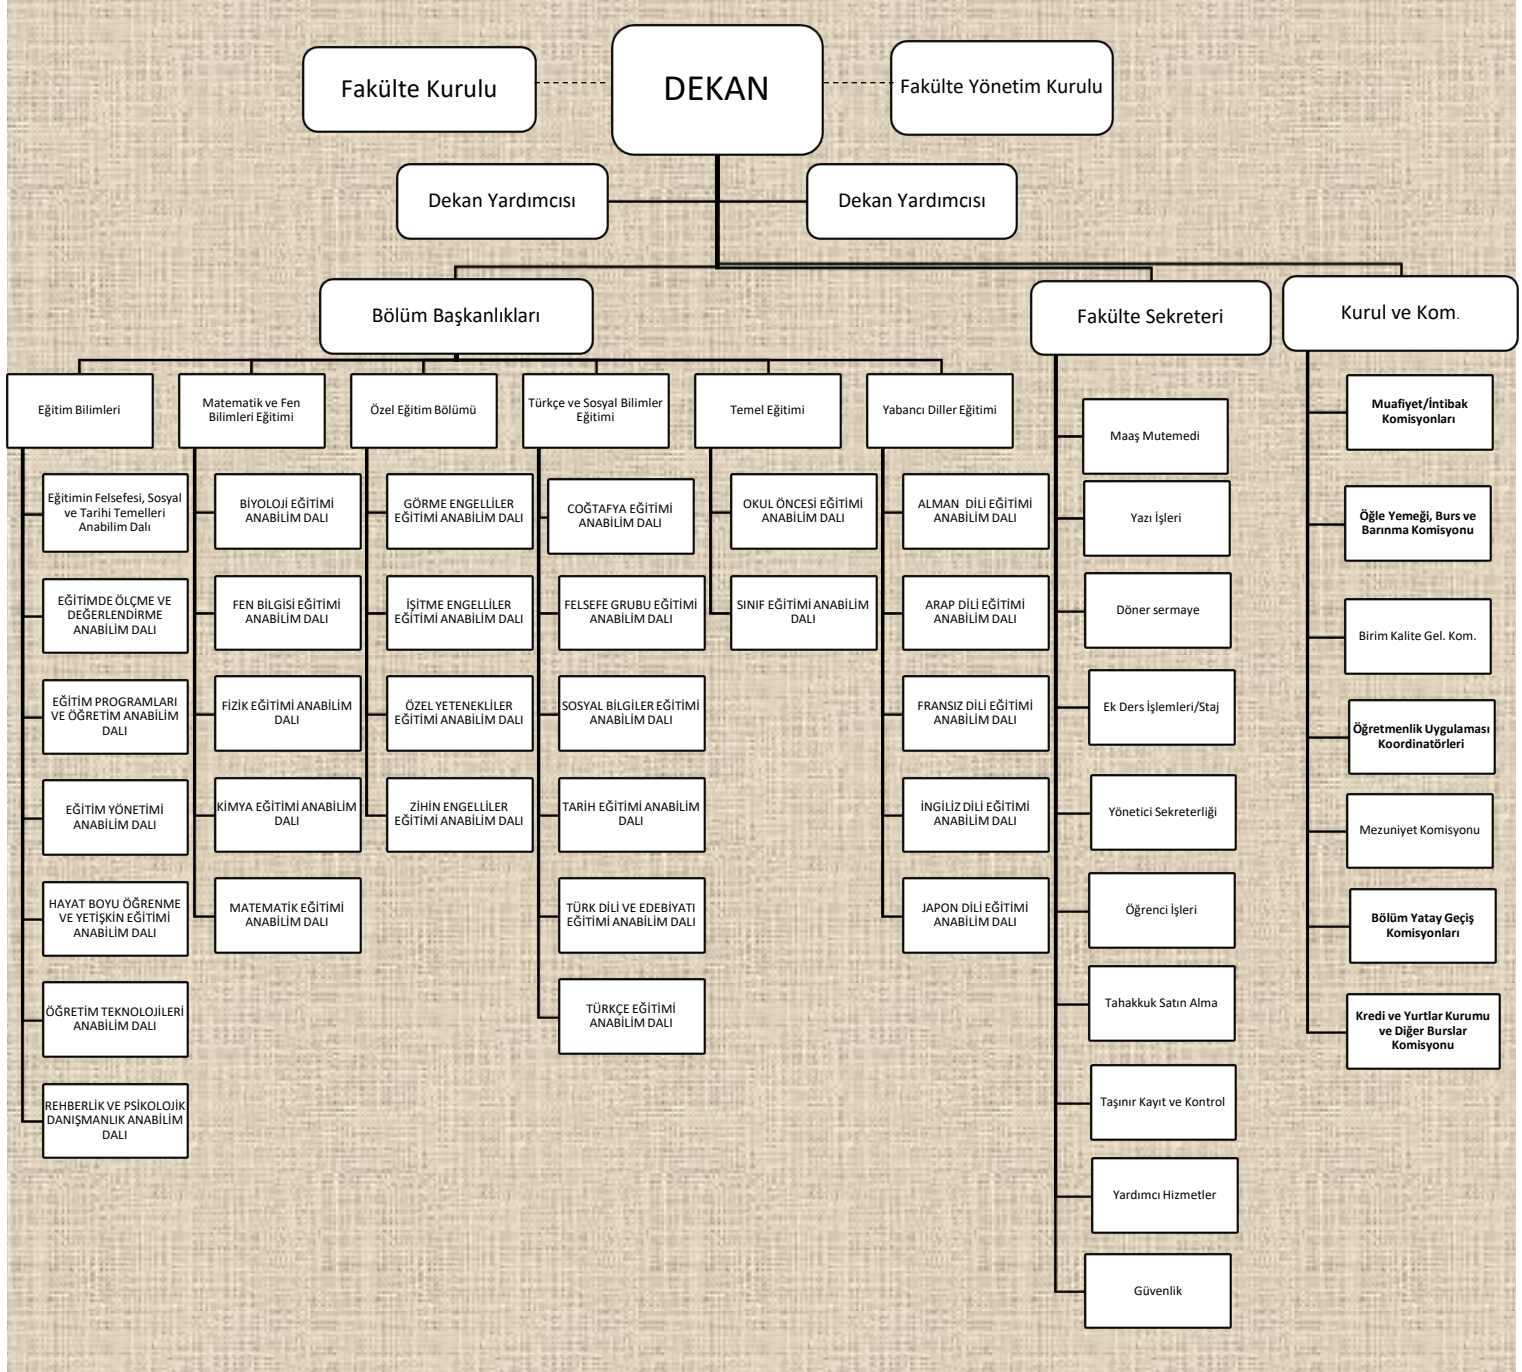 Fakülte Kurulu
DEKAN
Fakülte Yönetim Kurulu
Dekan Yardımcısı
Dekan Yardımcısı
Bölüm Başkanlıkları
Fakülte Sekreteri
Kurul ve Kom.
Eğitim Bilimleri
Eğitimin Felsefesi, Sosyal
ve Tarihi Temelleri
Anabilim Dalı
EĞİTİMDE ÖLÇME VE
DEĞERLENDİRME
ANABİLİM DALI
EĞİTİM PROGRAMLARI
VE ÖĞRETİM ANABİLİM
DALI
EĞİTİM YÖNETİMİ
ANABİLİM DALI
HAYAT BOYU ÖĞRENME
VE YETİŞKİN EĞİTİMİ
ANABİLİM DALI
ÖĞRETİM TEKNOLOJİLERİ
ANABİLİM DALI
REHBERLİK VE PSİKOLOJİK
DANIŞMANLIK ANABİLİM
DALI
Matematik ve Fen
Bilimleri Eğitimi
BİYOLOJİ EĞİTİMİ
ANABİLİM DALI
FEN BİLGİSİ EĞİTİMİ
ANABİLİM DALI
FİZİK EĞİTİMİ ANABİLİM
DALI
KİMYA EĞİTİMİ ANABİLİM
DALI
MATEMATİK EĞİTİMİ
ANABİLİM DALI
Özel Eğitim Bölümü
GÖRME ENGELLİLER
EĞİTİMİ ANABİLİM DALI
İŞİTME ENGELLİLER
EĞİTİMİ ANABİLİM DALI
ÖZEL YETENEKLİLER
EĞİTİMİ ANABİLİM DALI
ZİHİN ENGELLİLER
EĞİTİMİ ANABİLİM DALI
Türkçe ve Sosyal Bilimler
Eğitimi
COĞTAFYA EĞİTİMİ
ANABİLİM DALI
FELSEFE GRUBU EĞİTİMİ
ANABİLİM DALI
SOSYAL BİLGİLER EĞİTİMİ
ANABİLİM DALI
TARİH EĞİTİMİ ANABİLİM
DALI
TÜRK DİLİ VE EDEBİYATI
EĞİTİMİ ANABİLİM DALI
TÜRKÇE EĞİTİMİ
ANABİLİM DALI
Temel Eğitimi
OKUL ÖNCESİ EĞİTİMİ
ANABİLİM DALI
SINIF EĞİTİMİ ANABİLİM
DALI
Yabancı Diller Eğitimi
ALMAN DİLİ EĞİTİMİ
ANABİLİM DALI
ARAP DİLİ EĞİTİMİ
ANABİLİM DALI
FRANSIZ DİLİ EĞİTİMİ
ANABİLİM DALI
İNGİLİZ DİLİ EĞİTİMİ
ANABİLİM DALI
JAPON DİLİ EĞİTİMİ
ANABİLİM DALI
Maaş Mutemedi
Yazı İşleri
Döner sermaye
Ek Ders İşlemleri/Staj
Yönetici Sekreterliği
Öğrenci İşleri
Tahakkuk Satın Alma
Taşınır Kayıt ve Kontrol
Yardımcı Hizmetler
Güvenlik
Muafiyet/İntibak
Komisyonları
Öğle Yemeği, Burs ve
Barınma Komisyonu
Birim Kalite Gel. Kom.
Öğretmenlik Uygulaması
Koordinatörleri
Mezuniyet Komisyonu
Bölüm Yatay Geçiş
Komisyonları
Kredi ve Yurtlar Kurumu
ve Diğer Burslar
Komisyonu